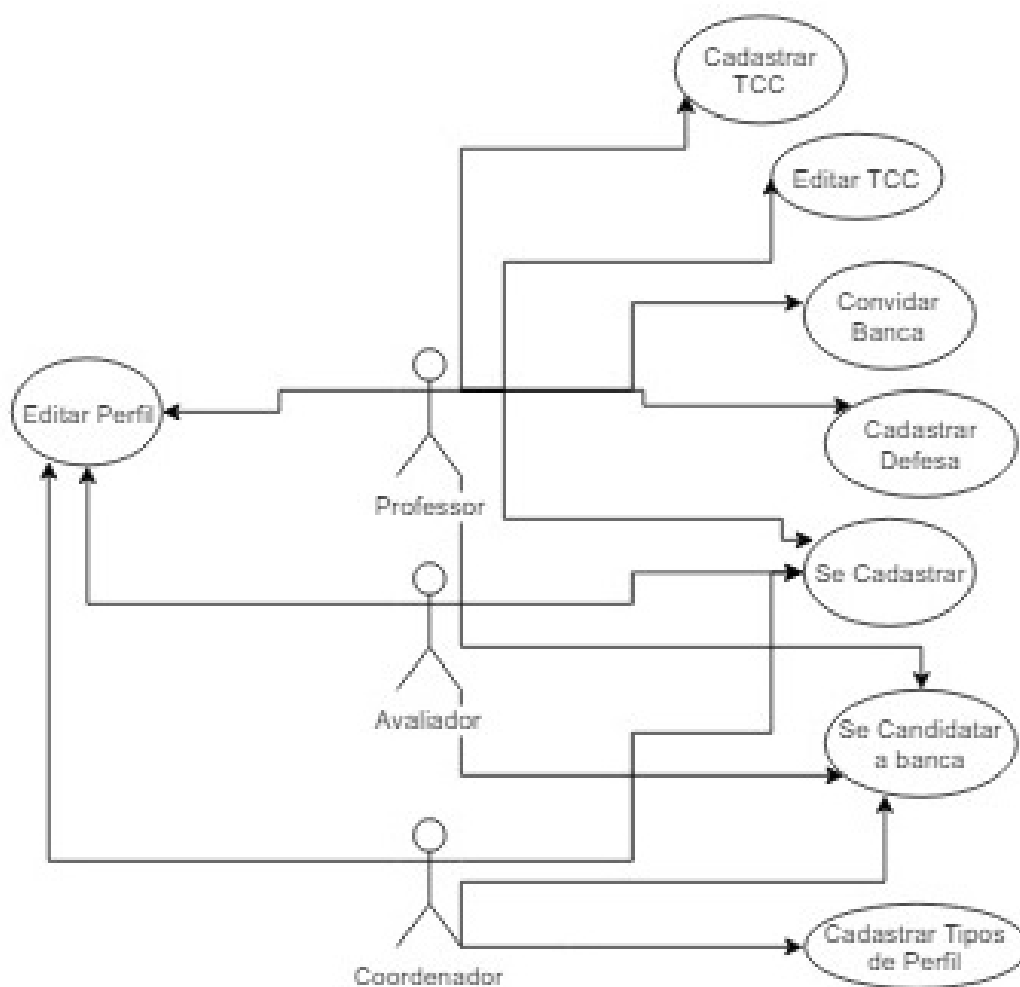 Cadastrar
TCC
Editar TCC
Convidar
Banca
Editar Perfil
Cadastrar
Defesa
Professor
Se Cadastrar
Avaliador
Se Candidatar
a banca
Cadastrar Tipos
de Perfil
Coordenador